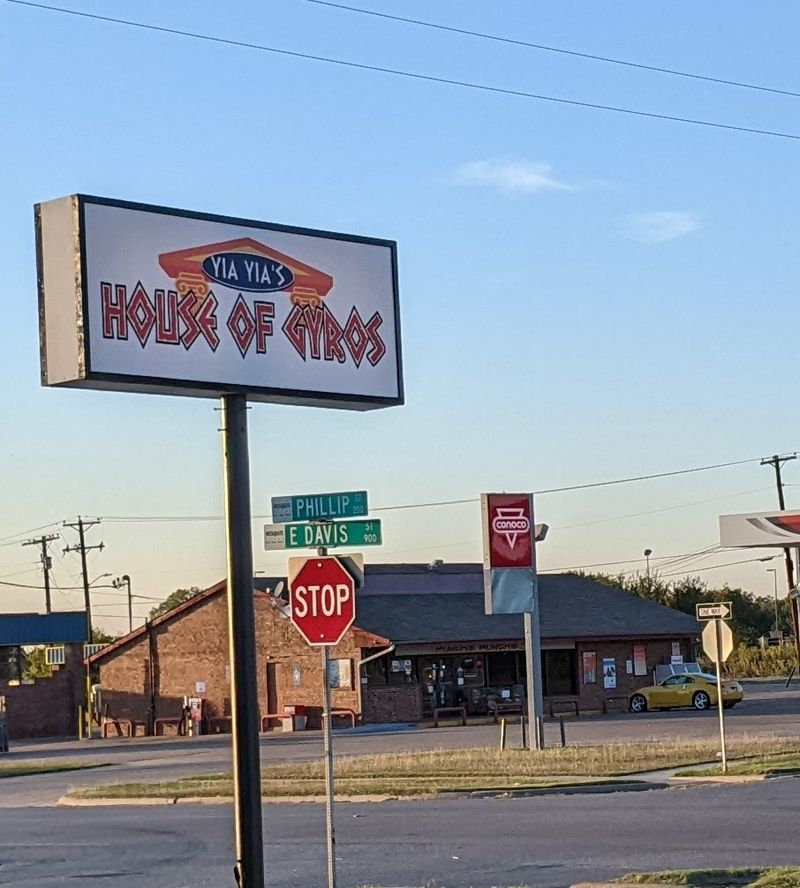 YIA YIA'S
HOUSE OF GYROS
PHILLIP ST
200
E DAVIS ST
900
STOP
CONOCO
ONE WAY